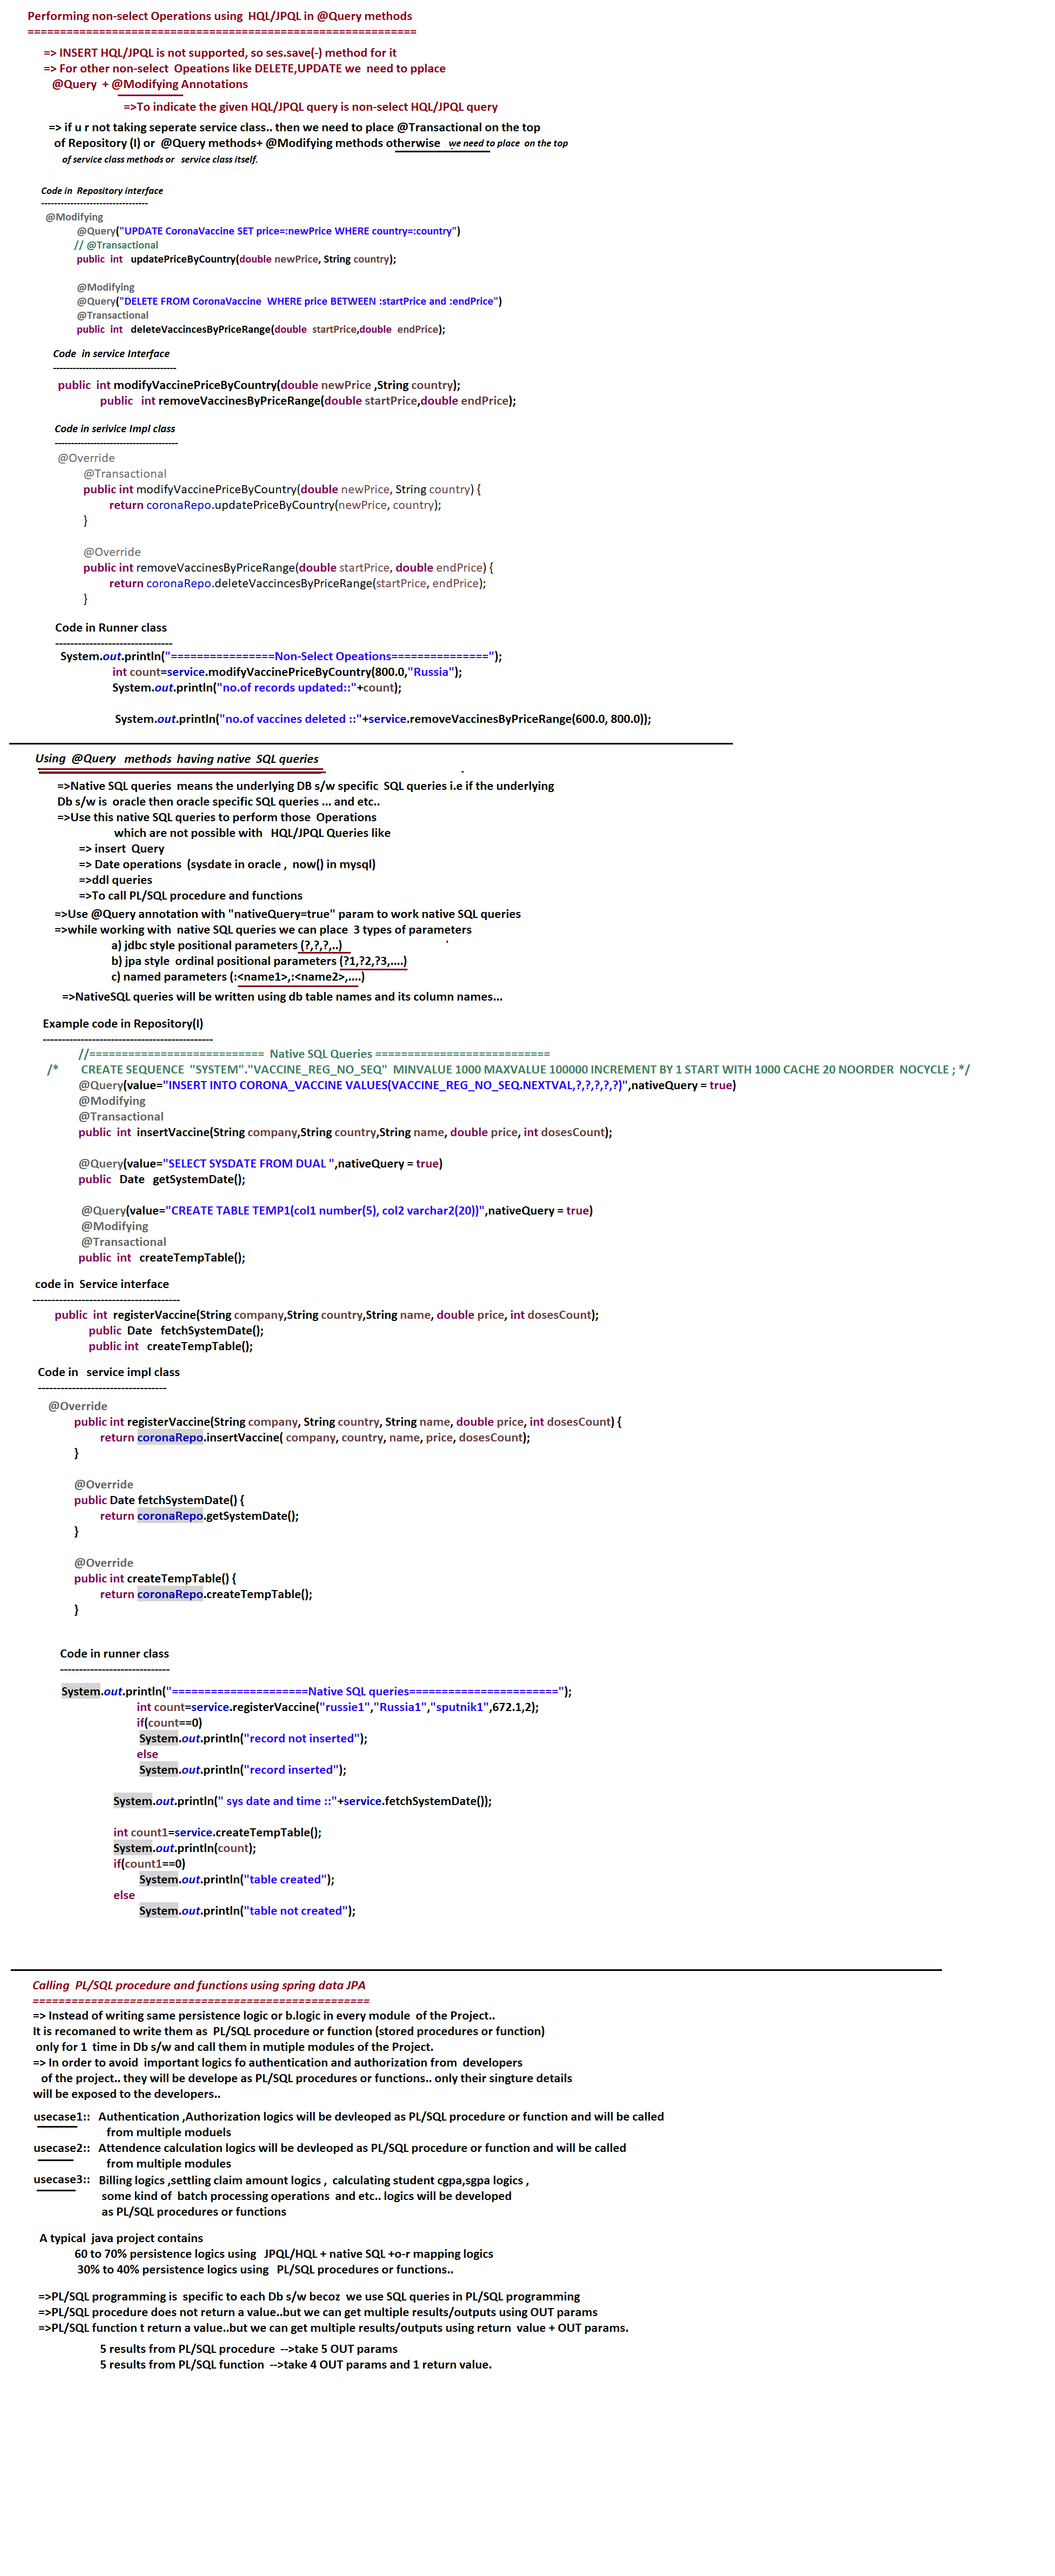 Performing non-select Operations using  HQL/JPQL in @Query methods
============================================================
=> INSERT HQL/JPQL is not supported, so ses.save(-) method for it
=> For other non-select  Opeations like DELETE,UPDATE we  need to pplace
@Query  + @Modifying Annotations
=>To indicate the given HQL/JPQL query is non-select HQL/JPQL query
=> if u r not taking seperate service class.. then we need to place @Transactional on the top
of Repository (I) or  @Query methods+ @Modifying methods otherwise   we need to place  on the top
of service class methods or   service class itself.
Code in  Repository interface
---------------------------------
@Modifying
@Query("UPDATE CoronaVaccine SET price=:newPrice WHERE country=:country")
// @Transactional
public  int   updatePriceByCountry(double newPrice, String country);
@Modifying
@Query("DELETE FROM CoronaVaccine  WHERE price BETWEEN :startPrice and :endPrice")
@Transactional
public  int   deleteVaccincesByPriceRange(double  startPrice,double  endPrice);
Code  in service Interface
--------------------------------------
public  int modifyVaccinePriceByCountry(double newPrice ,String country);
public   int removeVaccinesByPriceRange(double startPrice,double endPrice);
Code in serivice Impl class
--------------------------------------
@Override
@Transactional
public int modifyVaccinePriceByCountry(double newPrice, String country) {
return coronaRepo.updatePriceByCountry(newPrice, country);
}
@Override
public int removeVaccinesByPriceRange(double startPrice, double endPrice) {
return coronaRepo.deleteVaccincesByPriceRange(startPrice, endPrice);
}
Code in Runner class
-------------------------------
System.out.println("================Non-Select Opeations===============");
int count=service.modifyVaccinePriceByCountry(800.0,"Russia");
System.out.println("no.of records updated::"+count);
System.out.println("no.of vaccines deleted ::"+service.removeVaccinesByPriceRange(600.0, 800.0));
Using  @Query   methods  having native  SQL queries
=>Native SQL queries  means the underlying DB s/w specific  SQL queries i.e if the underlying
Db s/w is  oracle then oracle specific SQL queries ... and etc..
=>Use this native SQL queries to perform those  Operations
which are not possible with   HQL/JPQL Queries like
=> insert  Query
=> Date operations  (sysdate in oracle ,  now() in mysql)
=>ddl queries
=>To call PL/SQL procedure and functions
=>Use @Query annotation with "nativeQuery=true" param to work native SQL queries
=>while working with  native SQL queries we can place  3 types of parameters
a) jdbc style positional parameters (?,?,?,..)
b) jpa style  ordinal positional parameters (?1,?2,?3,....)
c) named parameters (:<name1>,:<name2>,....)
=>NativeSQL queries will be written using db table names and its column names...
Example code in Repository(I)
---------------------------------------------
//===========================  Native SQL Queries ===========================
/*       CREATE SEQUENCE  "SYSTEM"."VACCINE_REG_NO_SEQ"  MINVALUE 1000 MAXVALUE 100000 INCREMENT BY 1 START WITH 1000 CACHE 20 NOORDER  NOCYCLE ; */
@Query(value="INSERT INTO CORONA_VACCINE VALUES(VACCINE_REG_NO_SEQ.NEXTVAL,?,?,?,?,?)",nativeQuery = true)
@Modifying
@Transactional
public  int  insertVaccine(String company,String country,String name, double price, int dosesCount);
@Query(value="SELECT SYSDATE FROM DUAL ",nativeQuery = true)
public   Date   getSystemDate();
@Query(value="CREATE TABLE TEMP1(col1 number(5), col2 varchar2(20))",nativeQuery = true)
@Modifying
@Transactional
public  int   createTempTable();
code in  Service interface
---------------------------------------
public  int  registerVaccine(String company,String country,String name, double price, int dosesCount);
public  Date   fetchSystemDate();
public int   createTempTable();
Code in   service impl class
----------------------------------
@Override
public int registerVaccine(String company, String country, String name, double price, int dosesCount) {
return coronaRepo.insertVaccine( company, country, name, price, dosesCount);
}
@Override
public Date fetchSystemDate() {
return coronaRepo.getSystemDate();
}
@Override
public int createTempTable() {
return coronaRepo.createTempTable();
}
Code in runner class
-----------------------------
System.out.println("=====================Native SQL queries=======================");
int count=service.registerVaccine("russie1","Russia1","sputnik1",672.1,2);
if(count==0)
System.out.println("record not inserted");
else
System.out.println("record inserted");
System.out.println(" sys date and time ::"+service.fetchSystemDate());
int count1=service.createTempTable();
System.out.println(count);
if(count1==0)
System.out.println("table created");
else
System.out.println("table not created");
Calling  PL/SQL procedure and functions using spring data JPA
====================================================
=> Instead of writing same persistence logic or b.logic in every module  of the Project..
It is recomaned to write them as  PL/SQL procedure or function (stored procedures or function)
only for 1  time in Db s/w and call them in mutiple modules of the Project.
=> In order to avoid  important logics fo authentication and authorization from  developers
of the project.. they will be develope as PL/SQL procedures or functions.. only their singture details
will be exposed to the developers..
usecase1::   Authentication ,Authorization logics will be devleoped as PL/SQL procedure or function and will be called
from multiple moduels
usecase2::   Attendence calculation logics will be devleoped as PL/SQL procedure or function and will be called
from multiple modules
usecase3::   Billing logics ,settling claim amount logics ,  calculating student cgpa,sgpa logics ,
some kind of  batch processing operations  and etc.. logics will be developed
as PL/SQL procedures or functions
A typical  java project contains
60 to 70% persistence logics using   JPQL/HQL + native SQL +o-r mapping logics
30% to 40% persistence logics using   PL/SQL procedures or functions..
=>PL/SQL programming is  specific to each Db s/w becoz  we use SQL queries in PL/SQL programming
=>PL/SQL procedure does not return a value..but we can get multiple results/outputs using OUT params
=>PL/SQL function t return a value..but we can get multiple results/outputs using return  value + OUT params.
5 results from PL/SQL procedure  -->take 5 OUT params
5 results from PL/SQL function  -->take 4 OUT params and 1 return value.